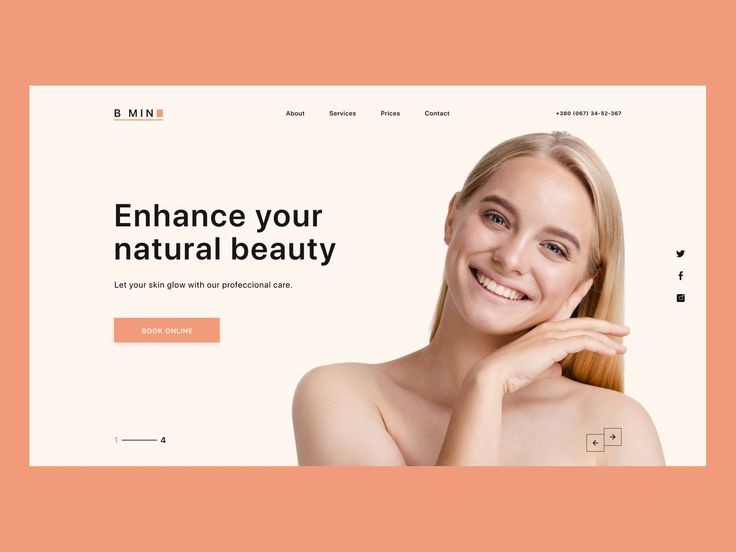 B MIN
About
Services
Prices
Contact
+380 (067) 34-52-367
Enhance your
natural beauty
Let your skin glow with our profeccional care.
BOOK ONLINE
1
4